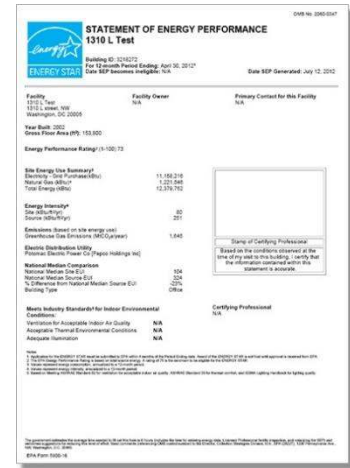 OMB No. 2060-0347
STATEMENT OF ENERGY PERFORMANCE
1310 L Test
ENERGY STAR
Building ID: 3218272
For 12-month Period Ending: April 30, 2012¹
Date SEP becomes ineligible: N/A
Date SEP Generated: July 12, 2012
Facility
1310 L Test
1310 L street, NW
Washington, DC 20005
Facility Owner
N/A
Primary Contact for this Facility
N/A
Year Built: 2002
Gross Floor Area (ft²): 155,000
Energy Performance Rating² (1-100) 73
Site Energy Use Summary³
Electricity - Grid Purchase(kBtu) 11,158,216
Natural Gas (kBtu)⁴ 1,221,546
Total Energy (kBtu) 12,379,762
Energy Intensity⁴
Site (kBtu/ft²/yr) 80
Source (kBtu/ft²/yr) 251
Emissions (based on site energy use)
Greenhouse Gas Emissions (MtCO₂e/year) 1,645
Electric Distribution Utility
Potomac Electric Power Co [Pepco Holdings Inc]
National Median Comparison
National Median Site EUI 104
National Median Source EUI 324
% Difference from National Median Source EUI -23%
Building Type Office
Stamp of Certifying Professional
Based on the conditions observed at the
time of my visit to this building, I certify that
the information contained within this
statement is accurate.
Meets Industry Standards⁵ for Indoor Environmental
Conditions:
Ventilation for Acceptable Indoor Air Quality N/A
Acceptable Thermal Environmental Conditions N/A
Adequate Illumination N/A
Certifying Professional
N/A
Notes:
EPA Form 5900-16